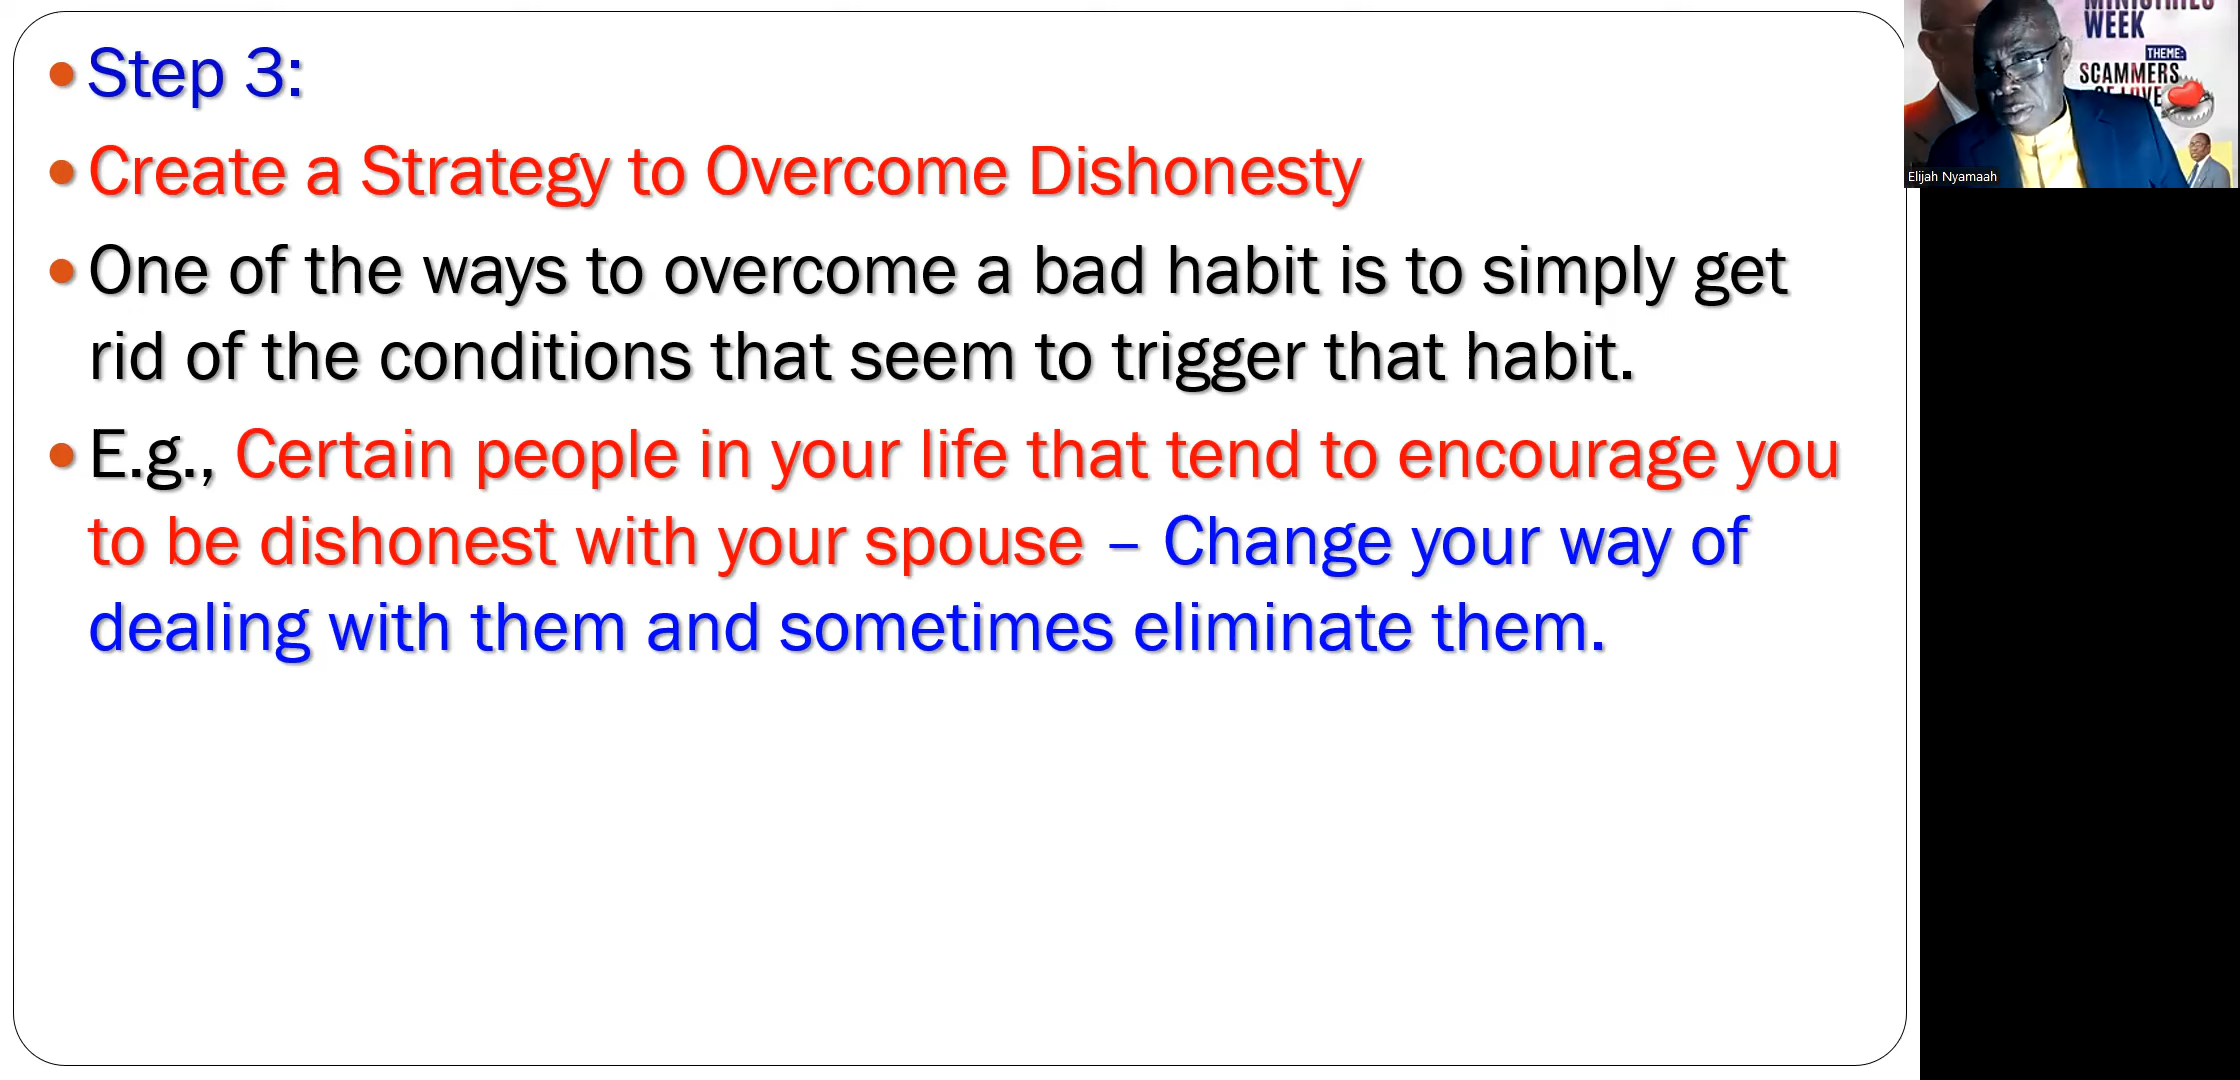 Step 3:
Create a Strategy to Overcome Dishonesty
One of the ways to overcome a bad habit is to simply get
rid of the conditions that seem to trigger that habit.
E.g., Certain people in your life that tend to encourage you
to be dishonest with your spouse – Change your way of
dealing with them and sometimes eliminate them.
MINISTRIES
WEEK
THEME:
SCAMMERS
OF LOVE
Elijah Nyamaah